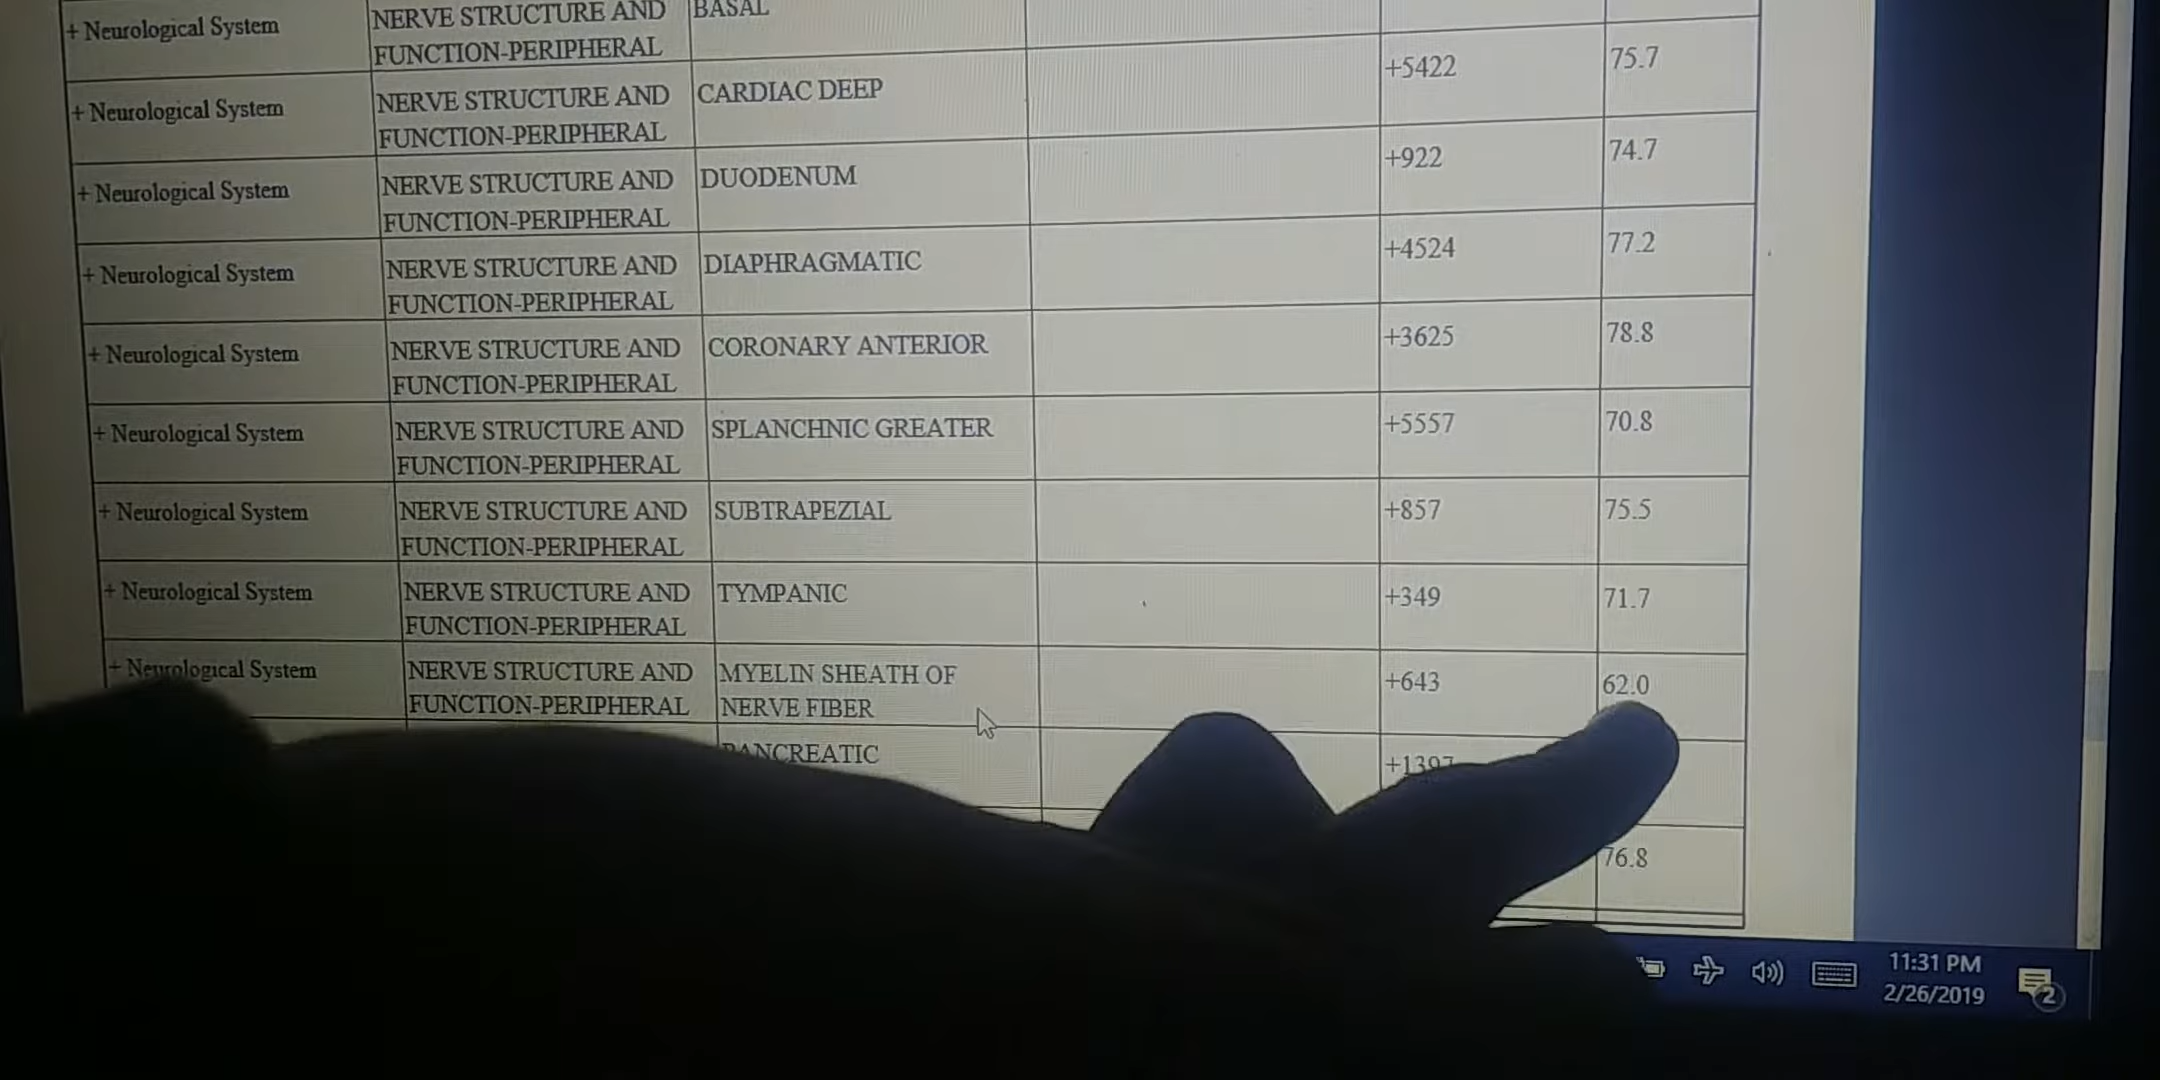 + Neurological System NERVE STRUCTURE AND BASAL
FUNCTION-PERIPHERAL
+ Neurological System NERVE STRUCTURE AND CARDIAC DEEP +5422 75.7
FUNCTION-PERIPHERAL
+ Neurological System NERVE STRUCTURE AND DUODENUM +922 74.7
FUNCTION-PERIPHERAL
+ Neurological System NERVE STRUCTURE AND DIAPHRAGMATIC +4524 77.2
FUNCTION-PERIPHERAL
+ Neurological System NERVE STRUCTURE AND CORONARY ANTERIOR +3625 78.8
FUNCTION-PERIPHERAL
+ Neurological System NERVE STRUCTURE AND SPLANCHNIC GREATER +5557 70.8
FUNCTION-PERIPHERAL
+ Neurological System NERVE STRUCTURE AND SUBTRAPEZIAL +857 75.5
FUNCTION-PERIPHERAL
+ Neurological System NERVE STRUCTURE AND TYMPANIC +349 71.7
FUNCTION-PERIPHERAL
+ Neurological System NERVE STRUCTURE AND MYELIN SHEATH OF +643 62.0
FUNCTION-PERIPHERAL NERVE FIBER
PANCREATIC +1397
76.8
11:31 PM
2/26/2019
2